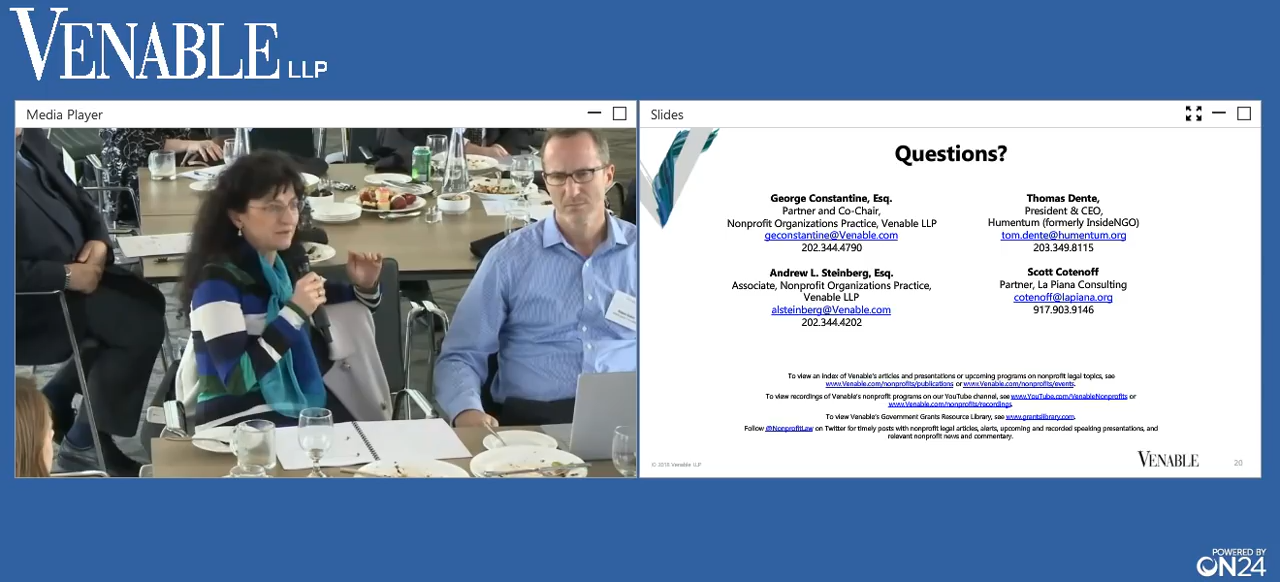 VENABLE LLP
Media Player
Slides
Questions?
George Constantine, Esq.
Partner and Co-Chair,
Nonprofit Organizations Practice, Venable LLP
geconstantine@Venable.com
202.344.4790
Thomas Dente,
President & CEO,
Humentum (formerly InsideNGO)
tom.dente@humentum.org
203.349.8115
Andrew L. Steinberg, Esq.
Associate, Nonprofit Organizations Practice,
Venable LLP
alsteinberg@Venable.com
202.344.4202
Scott Cotenoff
Partner, La Piana Consulting
cotenoff@lapiana.org
917.903.9146
To view an index of Venable's articles and presentations or upcoming programs on nonprofit legal topics, see
www.Venable.com/nonprofits/publications or www.Venable.com/nonprofits/events.
To view recordings of Venable's nonprofit programs on our YouTube channel, see www.YouTube.com/VenableNonprofits or
www.Venable.com/nonprofits/recordings.
To view Venable's Government Grants Resource Library, see www.grantslibrary.com.
Follow @NonprofitLaw on Twitter for timely posts with nonprofit legal articles, alerts, upcoming and recorded speaking presentations, and
relevant nonprofit news and commentary.
© 2018 Venable LLP
VENABLE
20
POWERED BY
ON24